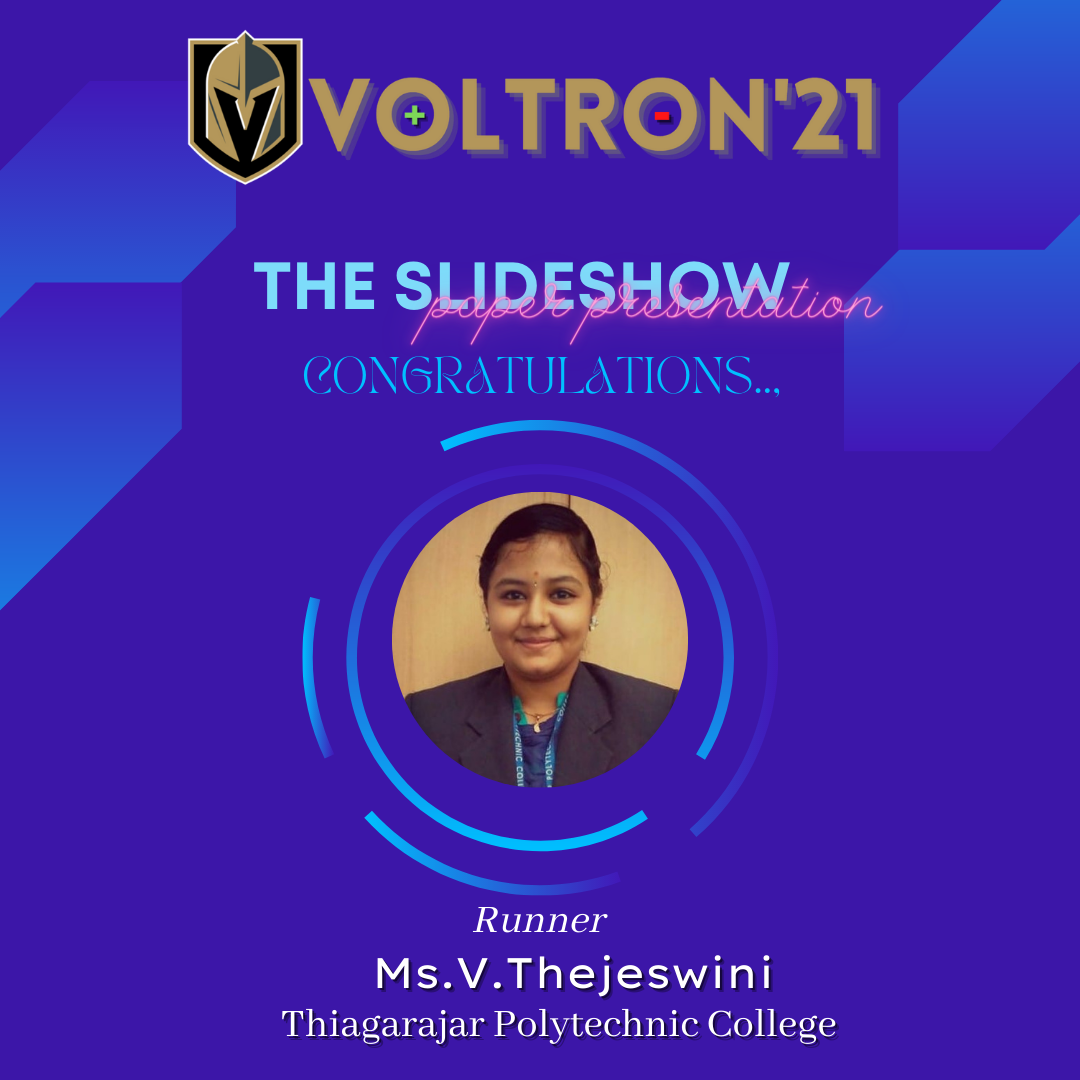 VOLTRON'21
THE SLIDESHOW
paper presentation
CONGRATULATIONS..,
Runner
Ms.V.Thejeswini
Thiagarajar Polytechnic College